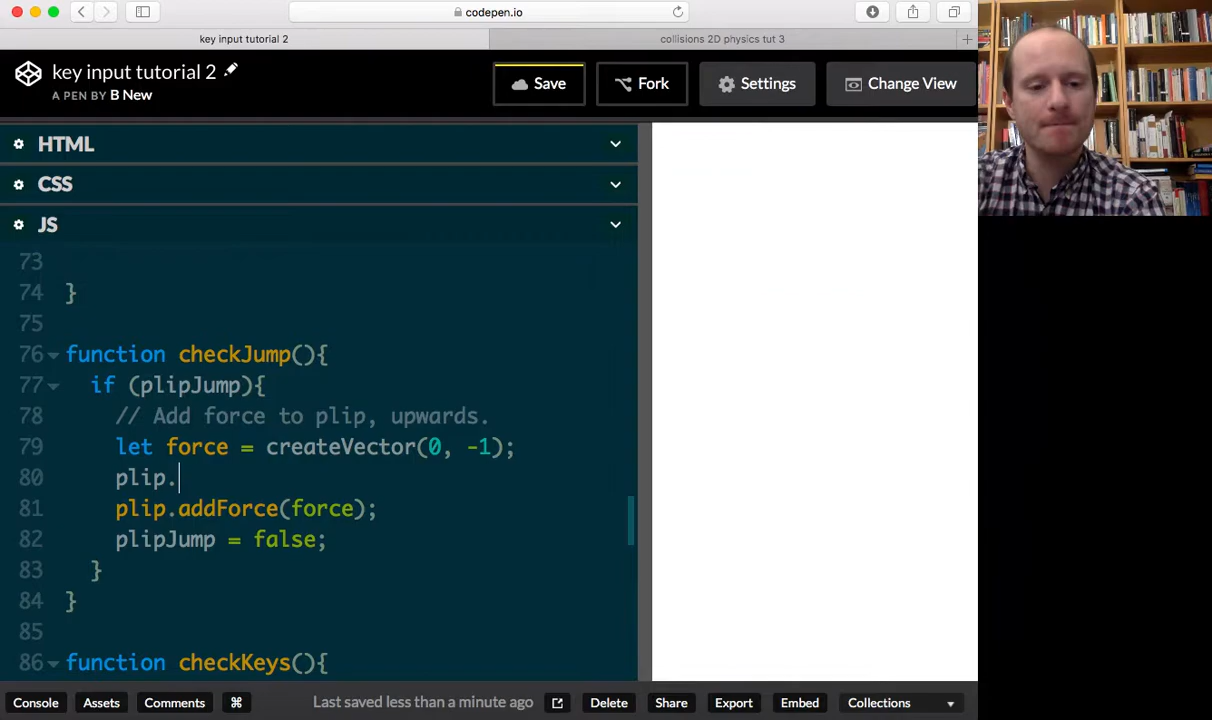 codepen.io
key input tutorial 2
collisions 2D physics tut 3
key input tutorial 2
A PEN BY B New
Save
Fork
Settings
Change View
HTML
CSS
JS
73
74 }
75
76 function checkJump(){
77 if (plipJump){
78 // Add force to plip, upwards.
79 let force = createVector(0, -1);
80 plip.
81 plip.addForce(force);
82 plipJump = false;
83 }
84 }
85
86 function checkKeys(){
Console Assets Comments ⌘ Last saved less than a minute ago Delete Share Export Embed Collections